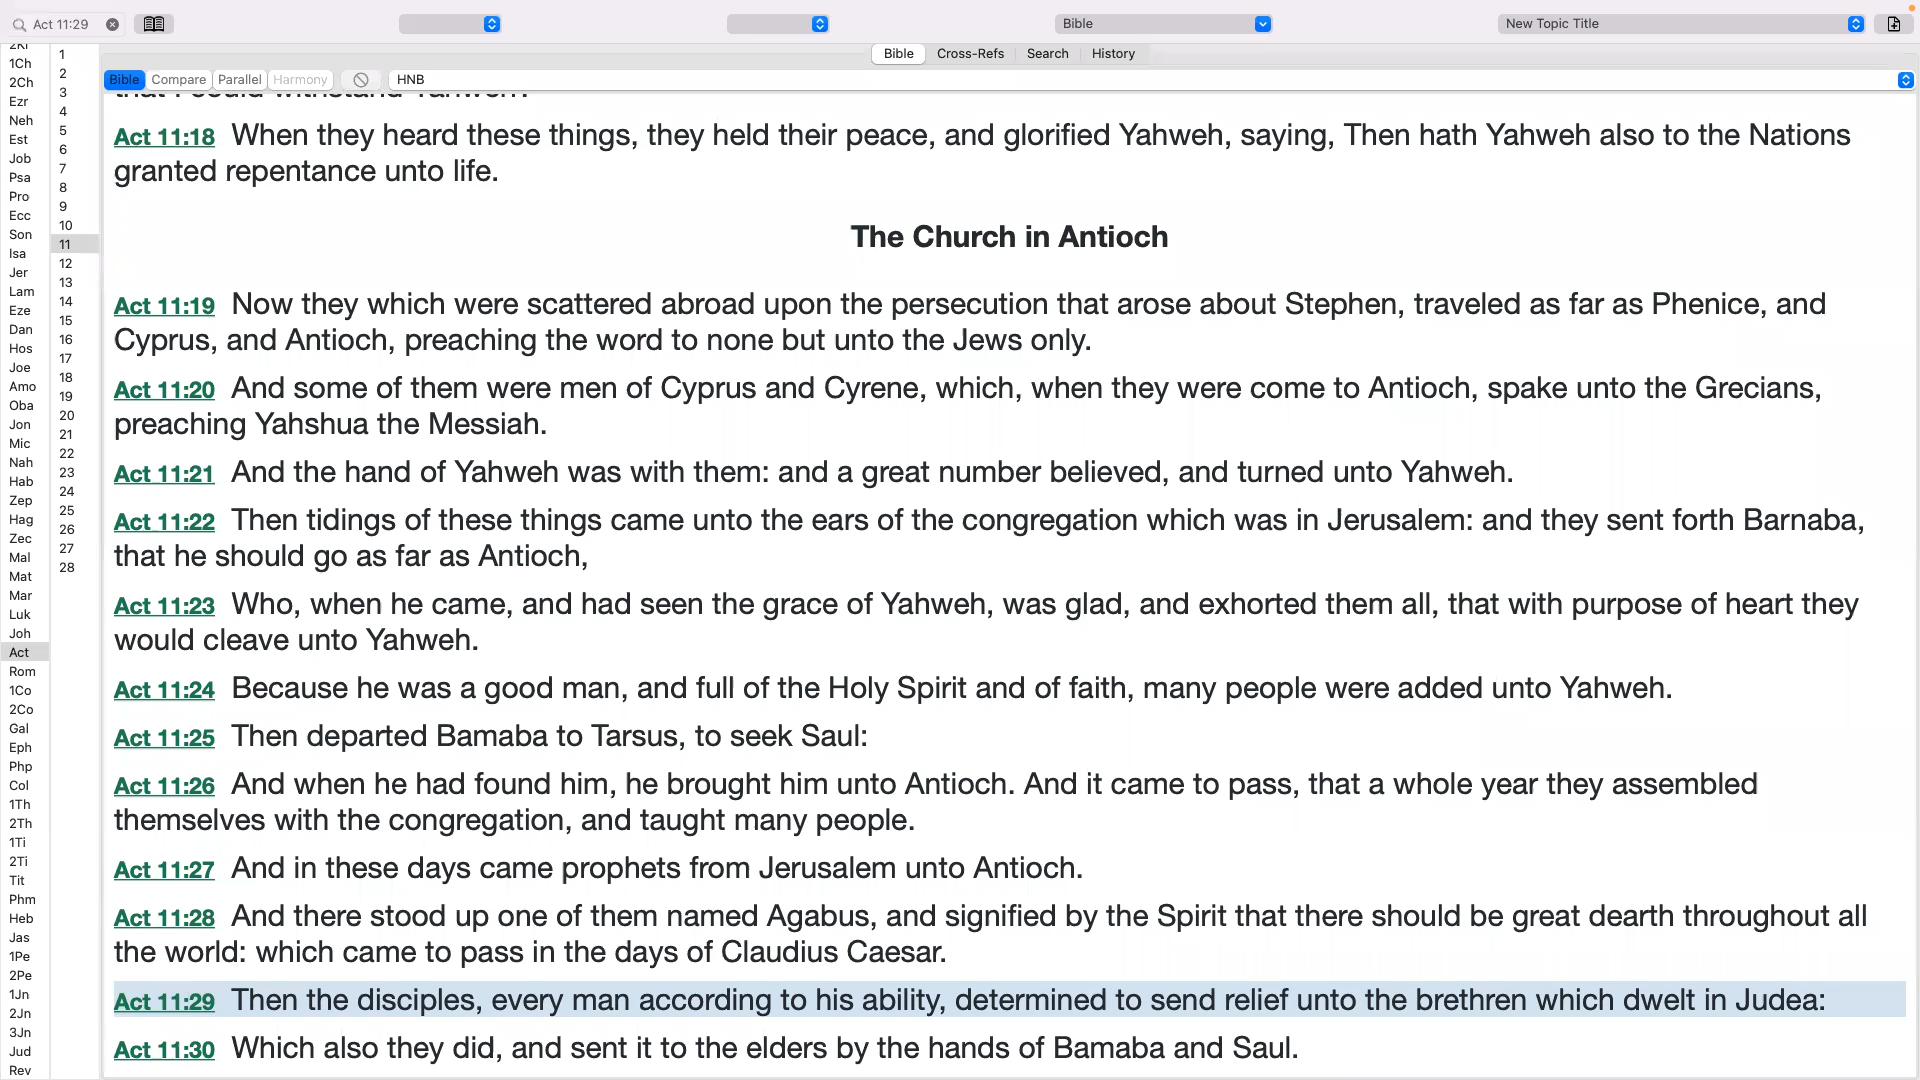 Act 11:29
Bible
New Topic Title
Bible Cross-Refs Search History
Bible Compare Parallel Harmony HNB
2Ki
1Ch
2Ch
Ezr
Neh
Est
Job
Psa
Pro
Ecc
Son
Isa
Jer
Lam
Eze
Dan
Hos
Joe
Amo
Oba
Jon
Mic
Nah
Hab
Zep
Hag
Zec
Mal
Mat
Mar
Luk
Joh
Act
Rom
1Co
2Co
Gal
Eph
Php
Col
1Th
2Th
1Ti
2Ti
Tit
Phm
Heb
Jas
1Pe
2Pe
1Jn
2Jn
3Jn
Jud
Rev
1
2
3
4
5
6
7
8
9
10
11
12
13
14
15
16
17
18
19
20
21
22
23
24
25
26
27
28
that I could withstand Yahweh?
Act 11:18 When they heard these things, they held their peace, and glorified Yahweh, saying, Then hath Yahweh also to the Nations
granted repentance unto life.
The Church in Antioch
Act 11:19 Now they which were scattered abroad upon the persecution that arose about Stephen, traveled as far as Phenice, and
Cyprus, and Antioch, preaching the word to none but unto the Jews only.
Act 11:20 And some of them were men of Cyprus and Cyrene, which, when they were come to Antioch, spake unto the Grecians,
preaching Yahshua the Messiah.
Act 11:21 And the hand of Yahweh was with them: and a great number believed, and turned unto Yahweh.
Act 11:22 Then tidings of these things came unto the ears of the congregation which was in Jerusalem: and they sent forth Barnaba,
that he should go as far as Antioch,
Act 11:23 Who, when he came, and had seen the grace of Yahweh, was glad, and exhorted them all, that with purpose of heart they
would cleave unto Yahweh.
Act 11:24 Because he was a good man, and full of the Holy Spirit and of faith, many people were added unto Yahweh.
Act 11:25 Then departed Bamaba to Tarsus, to seek Saul:
Act 11:26 And when he had found him, he brought him unto Antioch. And it came to pass, that a whole year they assembled
themselves with the congregation, and taught many people.
Act 11:27 And in these days came prophets from Jerusalem unto Antioch.
Act 11:28 And there stood up one of them named Agabus, and signified by the Spirit that there should be great dearth throughout all
the world: which came to pass in the days of Claudius Caesar.
Act 11:29 Then the disciples, every man according to his ability, determined to send relief unto the brethren which dwelt in Judea:
Act 11:30 Which also they did, and sent it to the elders by the hands of Bamaba and Saul.